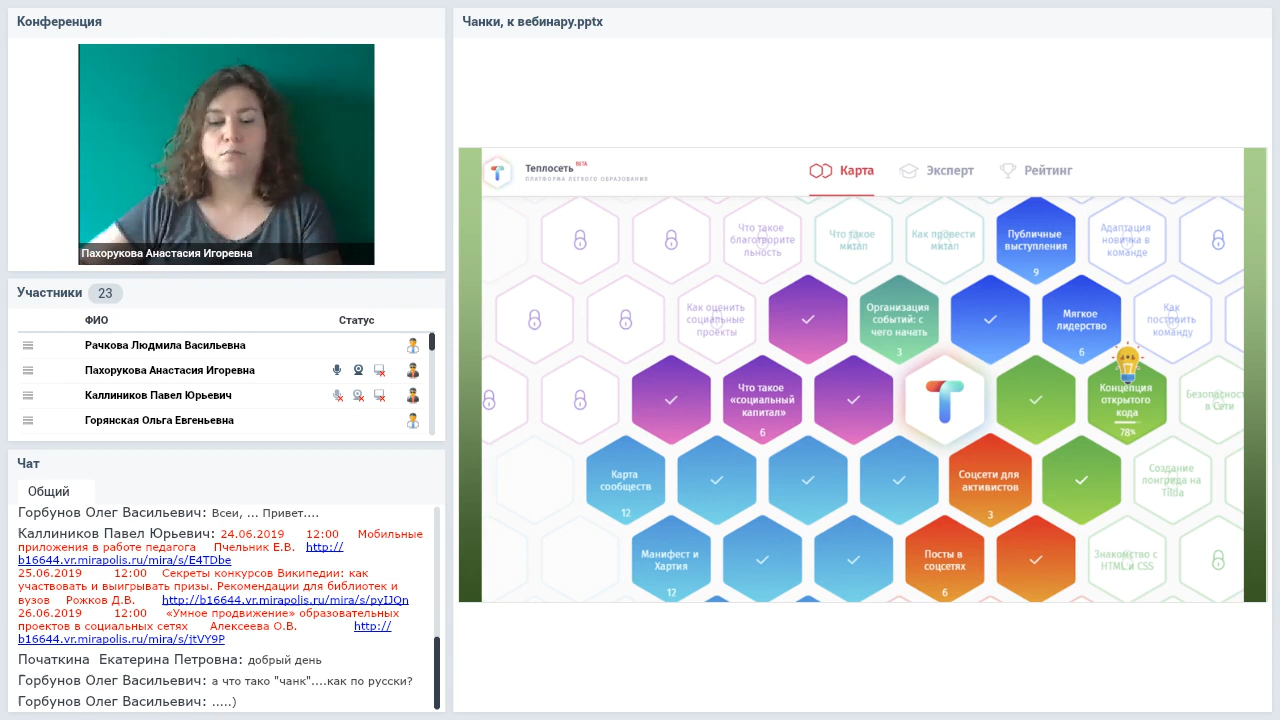 Конференция
Пахорукова Анастасия Игоревна
Участники 23
ФИО Статус
Рачкова Людмила Васильевна
Пахорукова Анастасия Игоревна
Каллиников Павел Юрьевич
Горянская Ольга Евгеньевна
Чат
Общий
Горбунов Олег Васильевич: Всеи, ... Привет....
Каллиников Павел Юрьевич: 24.06.2019 12:00 Мобильные
приложения в работе педагога Пчельник Е.В. http://
b16644.vr.mirapolis.ru/mira/s/E4TDbe
25.06.2019 12:00 Секреты конкурсов Википедии: как
участвовать и выигрывать призы. Рекомендации для библиотек и
вузов Рожков Д.В. http://b16644.vr.mirapolis.ru/mira/s/pyIJQn
26.06.2019 12:00 «Умное продвижение» образовательных
проектов в социальных сетях Алексеева О.В. http://
b16644.vr.mirapolis.ru/mira/s/jtVY9P
Початкина Екатерина Петровна: добрый день
Горбунов Олег Васильевич: а что тако "чанк"....как по русски?
Горбунов Олег Васильевич: .....)
Чанки, к вебинару.pptx
Теплосеть BETA
ПЛАТФОРМА ЛЕГКОГО ОБРАЗОВАНИЯ
Карта Эксперт Рейтинг
Что такое
благотворите
льность
Что такое
митап
Как провести
митап
Публичные
выступления
9
Адаптация
новичка в
команде
Как оценить
социальные
проекты
Организация
событий: с
чего начать
3
Мягкое
лидерство
6
Как
построить
команду
Что такое
«социальный
капитал»
6
Концепция
открытого
кода
78%
Безопасност
в Сети
Карта
сообществ
12
Соцсети для
активистов
3
Создание
лонгрида на
Tilda
Манифест и
Хартия
12
Посты в
соцсетях
6
Знакомство с
HTML и CSS